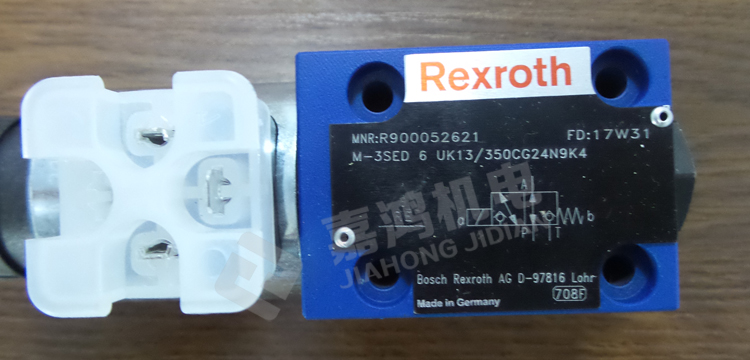 Rexroth
MNR:R900052621 FD:17W31
M-3SED 6 UK13/350CG24N9K4
A
a b
P T
嘉鸿机电
JIAHONG JIDIAN
Bosch Rexroth AG D-97816 Lohr
Made in Germany 708F